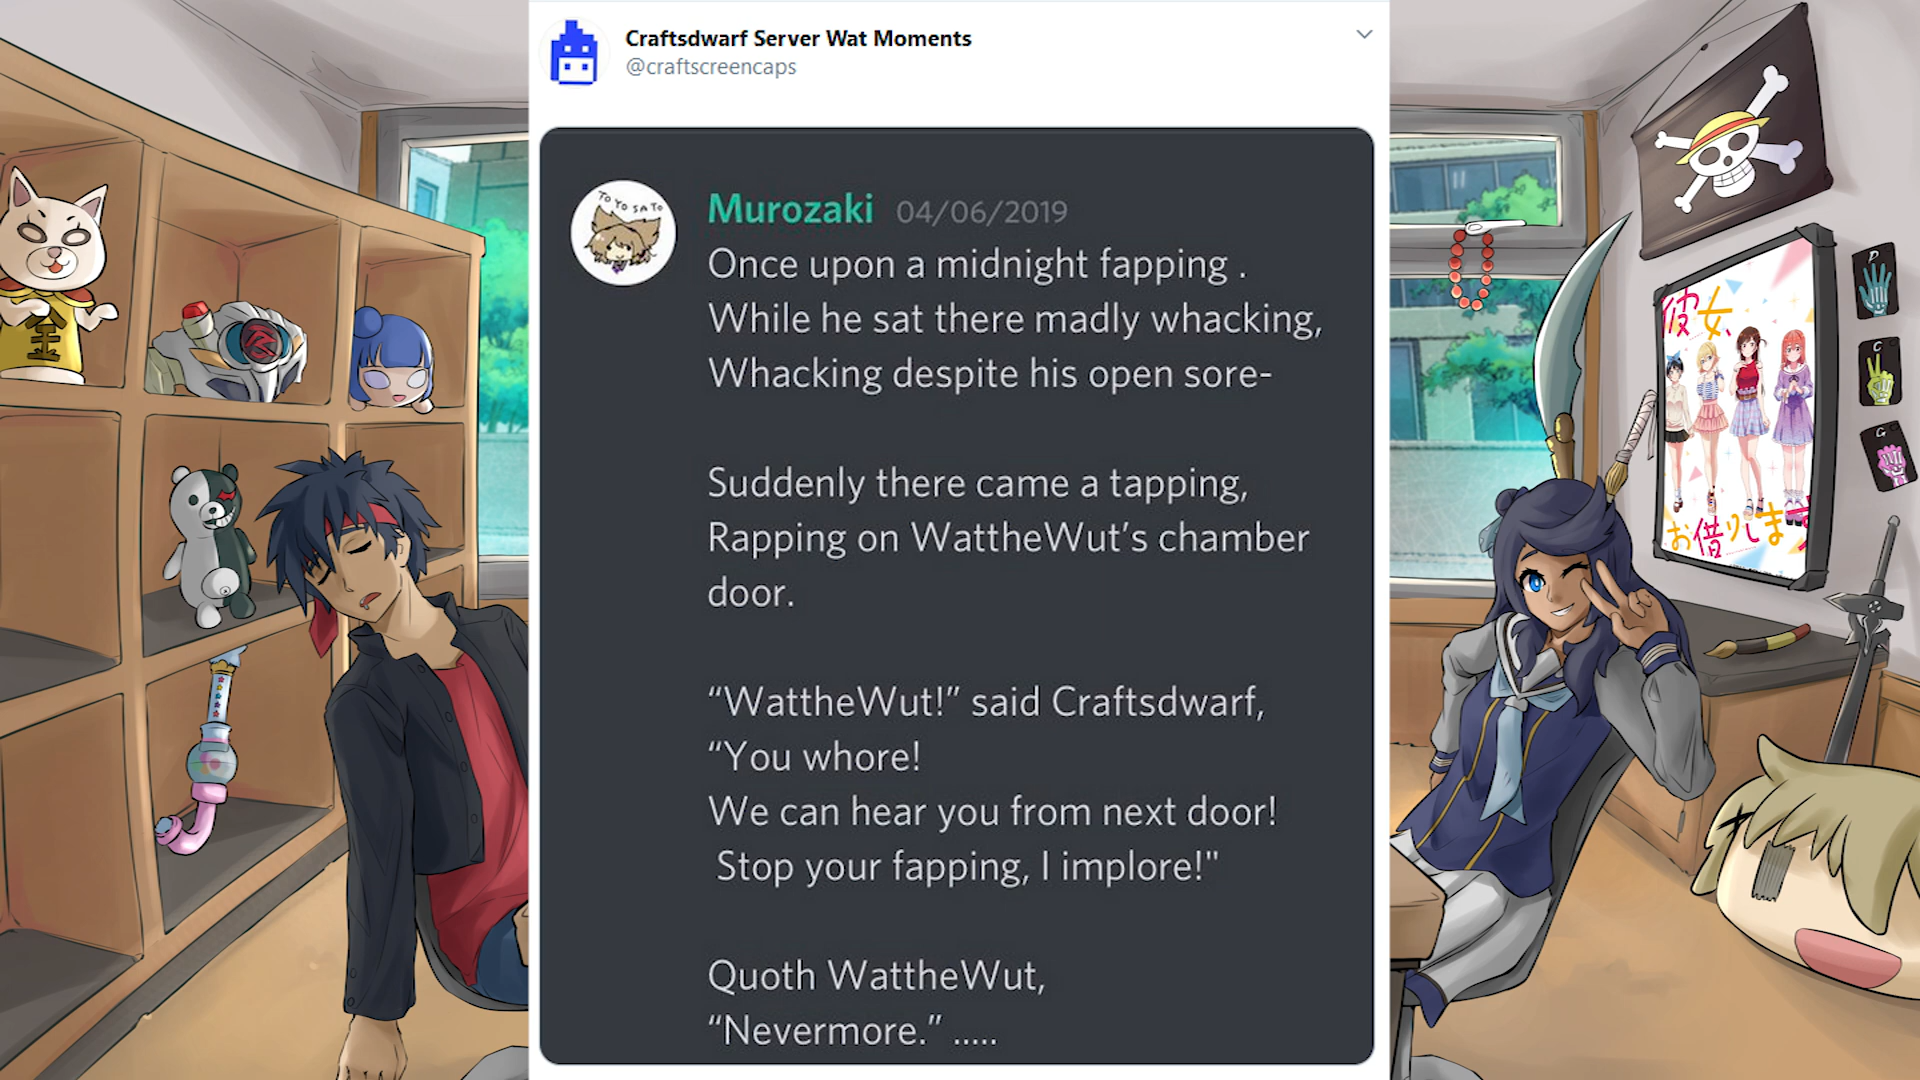 Craftsdwarf Server Wat Moments
@craftscreencaps
TOYOSATO
Murozaki 04/06/2019
Once upon a midnight fapping .
While he sat there madly whacking,
Whacking despite his open sore-
Suddenly there came a tapping,
Rapping on WattheWut’s chamber
door.
“WattheWut!” said Craftsdwarf,
“You whore!
We can hear you from next door!
Stop your fapping, I implore!"
Quoth WattheWut,
“Nevermore.” .....
金
彼女、
お借りします
P
C
G